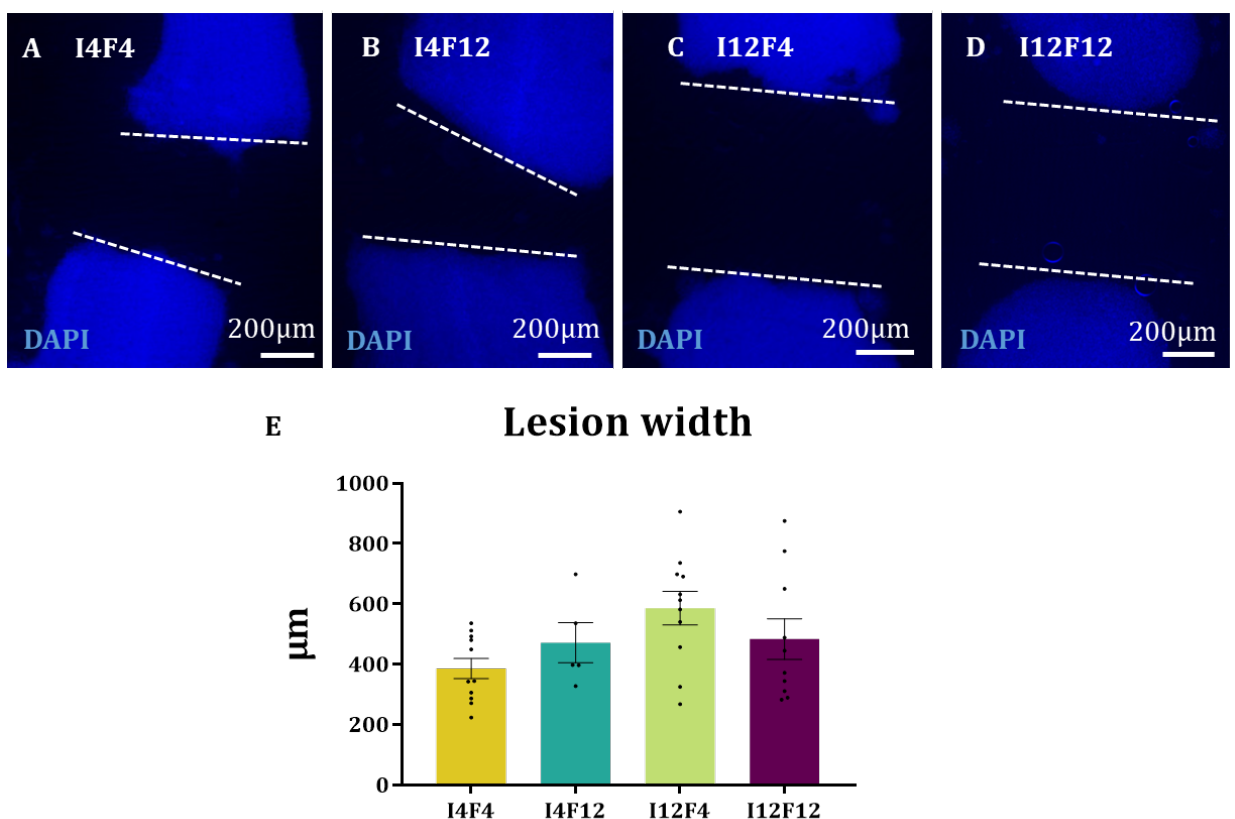 A I4F4
B I4F12
C I12F4
D I12F12
DAPI 200µm
DAPI 200µm
DAPI 200µm
DAPI 200µm
E Lesion width
1000
800
600
400
200
0
µm
I4F4 I4F12 I12F4 I12F12